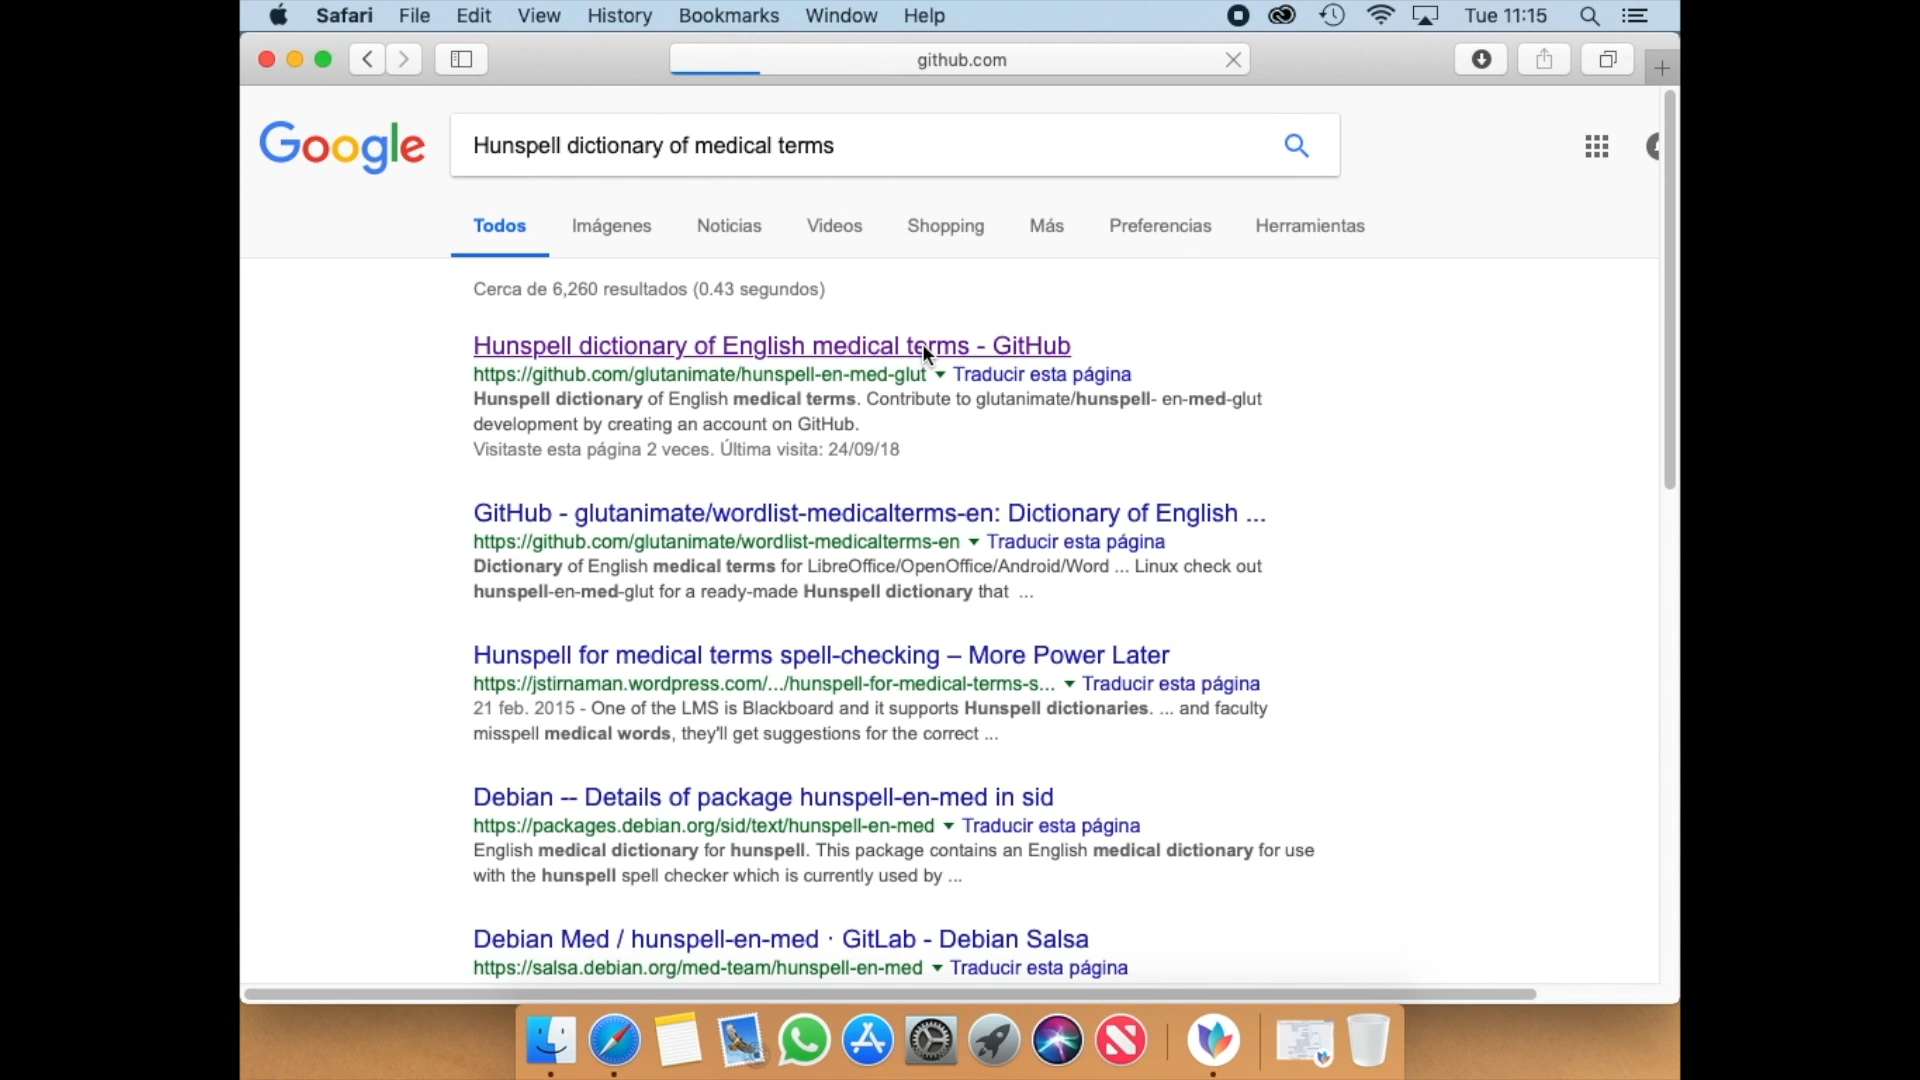 Safari File Edit View History Bookmarks Window Help Tue 11:15
github.com
Google Hunspell dictionary of medical terms
Todos Imágenes Noticias Videos Shopping Más Preferencias Herramientas
Cerca de 6,260 resultados (0.43 segundos)
Hunspell dictionary of English medical terms - GitHub
https://github.com/glutanimate/hunspell-en-med-glut ▼ Traducir esta página
Hunspell dictionary of English medical terms. Contribute to glutanimate/hunspell- en-med-glut
development by creating an account on GitHub.
Visitaste esta página 2 veces. Última visita: 24/09/18
GitHub - glutanimate/wordlist-medicalterms-en: Dictionary of English ...
https://github.com/glutanimate/wordlist-medicalterms-en ▼ Traducir esta página
Dictionary of English medical terms for LibreOffice/OpenOffice/Android/Word ... Linux check out
hunspell-en-med-glut for a ready-made Hunspell dictionary that ...
Hunspell for medical terms spell-checking – More Power Later
https://jstirnaman.wordpress.com/.../hunspell-for-medical-terms-s... ▼ Traducir esta página
21 feb. 2015 - One of the LMS is Blackboard and it supports Hunspell dictionaries. ... and faculty
misspell medical words, they'll get suggestions for the correct ...
Debian -- Details of package hunspell-en-med in sid
https://packages.debian.org/sid/text/hunspell-en-med ▼ Traducir esta página
English medical dictionary for hunspell. This package contains an English medical dictionary for use
with the hunspell spell checker which is currently used by ...
Debian Med / hunspell-en-med · GitLab - Debian Salsa
https://salsa.debian.org/med-team/hunspell-en-med ▼ Traducir esta página